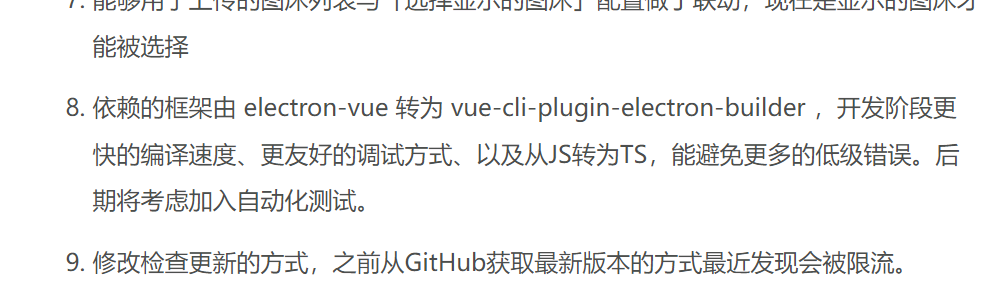 7. 能够用于上传的图床列表与「选择显示的图床」配置做了联动，现在是显示的图床才
能被选择
8. 依赖的框架由 electron-vue 转为 vue-cli-plugin-electron-builder ，开发阶段更
快的编译速度、更友好的调试方式、以及从JS转为TS，能避免更多的低级错误。后
期将考虑加入自动化测试。
9. 修改检查更新的方式，之前从GitHub获取最新版本的方式最近发现会被限流。